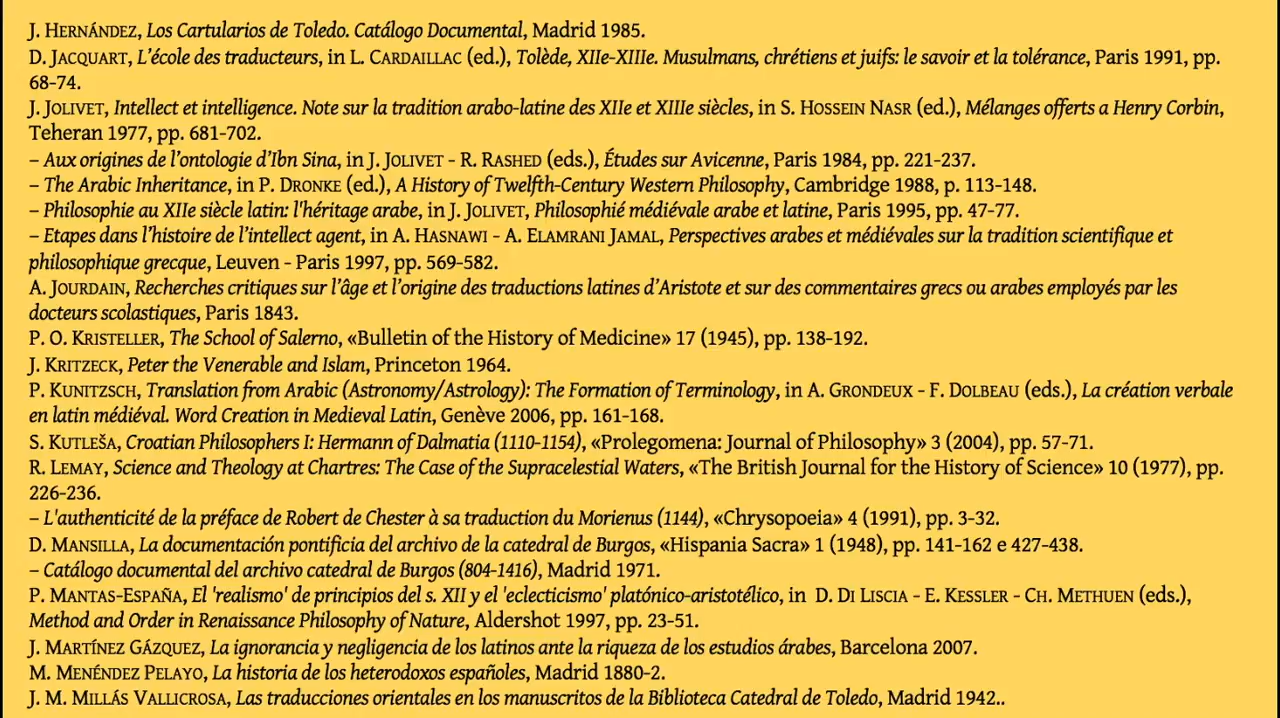 J. HERNÁNDEZ, Los Cartularios de Toledo. Catálogo Documental, Madrid 1985.
D. JACQUART, L’école des traducteurs, in L. CARDAILLAC (ed.), Tolède, XIIe-XIIIe. Musulmans, chrétiens et juifs: le savoir et la tolérance, Paris 1991, pp.
68-74.
J. JOLIVET, Intellect et intelligence. Note sur la tradition arabo-latine des XIIe et XIIIe siècles, in S. HOSSEIN NASR (ed.), Mélanges offerts a Henry Corbin,
Teheran 1977, pp. 681-702.
– Aux origines de l’ontologie d’Ibn Sina, in J. JOLIVET - R. RASHED (eds.), Études sur Avicenne, Paris 1984, pp. 221-237.
– The Arabic Inheritance, in P. DRONKE (ed.), A History of Twelfth-Century Western Philosophy, Cambridge 1988, p. 113-148.
– Philosophie au XIIe siècle latin: l'héritage arabe, in J. JOLIVET, Philosophié médiévale arabe et latine, Paris 1995, pp. 47-77.
– Etapes dans l’histoire de l’intellect agent, in A. HASNAWI - A. ELAMRANI JAMAL, Perspectives arabes et médiévales sur la tradition scientifique et
philosophique grecque, Leuven - Paris 1997, pp. 569-582.
A. JOURDAIN, Recherches critiques sur l’âge et l’origine des traductions latines d’Aristote et sur des commentaires grecs ou arabes employés par les
docteurs scolastiques, Paris 1843.
P. O. KRISTELLER, The School of Salerno, «Bulletin of the History of Medicine» 17 (1945), pp. 138-192.
J. KRITZECK, Peter the Venerable and Islam, Princeton 1964.
P. KUNITZSCH, Translation from Arabic (Astronomy/Astrology): The Formation of Terminology, in A. GRONDEUX - F. DOLBEAU (eds.), La création verbale
en latin médiéval. Word Creation in Medieval Latin, Genève 2006, pp. 161-168.
S. KUTLEŠA, Croatian Philosophers I: Hermann of Dalmatia (1110-1154), «Prolegomena: Journal of Philosophy» 3 (2004), pp. 57-71.
R. LEMAY, Science and Theology at Chartres: The Case of the Supracelestial Waters, «The British Journal for the History of Science» 10 (1977), pp.
226-236.
– L'authenticité de la préface de Robert de Chester à sa traduction du Morienus (1144), «Chrysopoeia» 4 (1991), pp. 3-32.
D. MANSILLA, La documentación pontificia del archivo de la catedral de Burgos, «Hispania Sacra» 1 (1948), pp. 141-162 e 427-438.
– Catálogo documental del archivo catedral de Burgos (804-1416), Madrid 1971.
P. MANTAS-ESPAÑA, El 'realismo' de principios del s. XII y el 'eclecticismo' platónico-aristotélico, in D. DI LISCIA - E. KESSLER - CH. METHUEN (eds.),
Method and Order in Renaissance Philosophy of Nature, Aldershot 1997, pp. 23-51.
J. MARTÍNEZ GÁZQUEZ, La ignorancia y negligencia de los latinos ante la riqueza de los estudios árabes, Barcelona 2007.
M. MENÉNDEZ PELAYO, La historia de los heterodoxos españoles, Madrid 1880-2.
J. M. MILLÁS VALLICROSA, Las traducciones orientales en los manuscritos de la Biblioteca Catedral de Toledo, Madrid 1942..